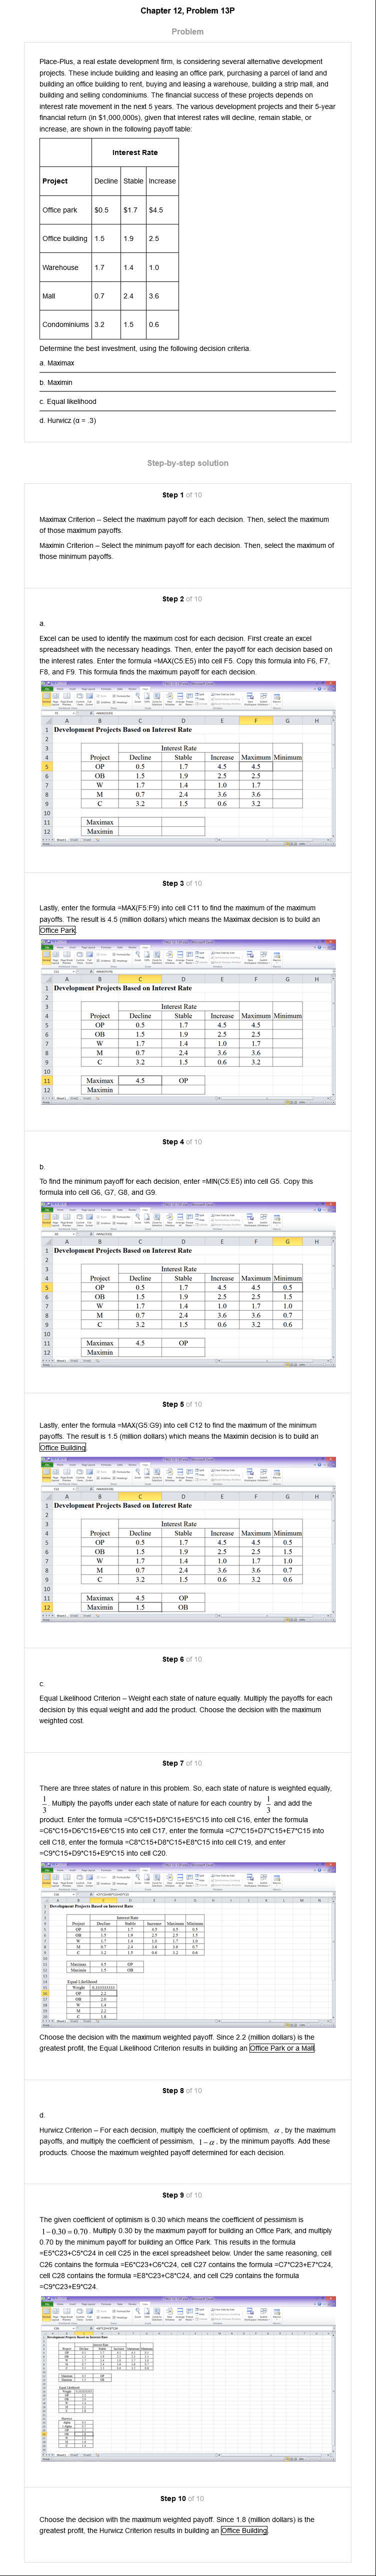 Chapter 12, Problem 13P
Problem
Place-Plus, a real estate development firm, is considering several alternative development
projects. These include building and leasing an office park, purchasing a parcel of land and
building an office building to rent, buying and leasing a warehouse, building a strip mall, and
building and selling condominiums. The financial success of these projects depends on
interest rate movement in the next 5 years. The various development projects and their 5-year
financial return (in $1,000,000s), given that interest rates will decline, remain stable, or
increase, are shown in the following payoff table:
Interest Rate
Project Decline Stable Increase
Office park $0.5 $1.7 $4.5
Office building 1.5 1.9 2.5
Warehouse 1.7 1.4 1.0
Mall 0.7 2.4 3.6
Condominiums 3.2 1.5 0.6
Determine the best investment, using the following decision criteria.
a. Maximax
b. Maximin
c. Equal likelihood
d. Hurwicz (α = .3)
Step-by-step solution
Step 1 of 10
Maximax Criterion – Select the maximum payoff for each decision. Then, select the maximum
of those maximum payoffs.
Maximin Criterion – Select the minimum payoff for each decision. Then, select the maximum of
those minimum payoffs.
Step 2 of 10
a.
Excel can be used to identify the maximum cost for each decision. First create an excel
spreadsheet with the necessary headings. Then, enter the payoff for each decision based on
the interest rates. Enter the formula =MAX(C5:E5) into cell F5. Copy this formula into F6, F7,
F8, and F9. This formula finds the maximum payoff for each decision.
A B C D E F G H
1 Development Projects Based on Interest Rate
2
3 Interest Rate
4 Project Decline Stable Increase Maximum Minimum
5 OP 0.5 1.7 4.5 4.5
6 OB 1.5 1.9 2.5 2.5
7 W 1.7 1.4 1.0 1.7
8 M 0.7 2.4 3.6 3.6
9 C 3.2 1.5 0.6 3.2
10
11 Maximax
12 Maximin
Step 3 of 10
Lastly, enter the formula =MAX(F5:F9) into cell C11 to find the maximum of the maximum
payoffs. The result is 4.5 (million dollars) which means the Maximax decision is to build an
Office Park.
A B C D E F G H
1 Development Projects Based on Interest Rate
2
3 Interest Rate
4 Project Decline Stable Increase Maximum Minimum
5 OP 0.5 1.7 4.5 4.5
6 OB 1.5 1.9 2.5 2.5
7 W 1.7 1.4 1.0 1.7
8 M 0.7 2.4 3.6 3.6
9 C 3.2 1.5 0.6 3.2
10
11 Maximax 4.5 OP
12 Maximin
Step 4 of 10
b.
To find the minimum payoff for each decision, enter =MIN(C5:E5) into cell G5. Copy this
formula into cell G6, G7, G8, and G9.
A B C D E F G H
1 Development Projects Based on Interest Rate
2
3 Interest Rate
4 Project Decline Stable Increase Maximum Minimum
5 OP 0.5 1.7 4.5 4.5 0.5
6 OB 1.5 1.9 2.5 2.5 1.5
7 W 1.7 1.4 1.0 1.7 1.0
8 M 0.7 2.4 3.6 3.6 0.7
9 C 3.2 1.5 0.6 3.2 0.6
10
11 Maximax 4.5 OP
12 Maximin
Step 5 of 10
Lastly, enter the formula =MAX(G5:G9) into cell C12 to find the maximum of the minimum
payoffs. The result is 1.5 (million dollars) which means the Maximin decision is to build an
Office Building.
A B C D E F G H
1 Development Projects Based on Interest Rate
2
3 Interest Rate
4 Project Decline Stable Increase Maximum Minimum
5 OP 0.5 1.7 4.5 4.5 0.5
6 OB 1.5 1.9 2.5 2.5 1.5
7 W 1.7 1.4 1.0 1.7 1.0
8 M 0.7 2.4 3.6 3.6 0.7
9 C 3.2 1.5 0.6 3.2 0.6
10
11 Maximax 4.5 OP
12 Maximin 1.5 OB
Step 6 of 10
c.
Equal Likelihood Criterion – Weight each state of nature equally. Multiply the payoffs for each
decision by this equal weight and add the product. Choose the decision with the maximum
weighted cost.
Step 7 of 10
There are three states of nature in this problem. So, each state of nature is weighted equally,
1/3. Multiply the payoffs under each state of nature for each country by 1/3 and add the
product. Enter the formula =C5*C15+D5*C15+E5*C15 into cell C16, enter the formula
=C6*C15+D6*C15+E6*C15 into cell C17, enter the formula =C7*C15+D7*C15+E7*C15 into
cell C18, enter the formula =C8*C15+D8*C15+E8*C15 into cell C19, and enter
=C9*C15+D9*C15+E9*C15 into cell C20.
Development Projects Based on Interest Rate
Interest Rate
Project Decline Stable Increase Maximum Minimum
OP 0.5 1.7 4.5 4.5 0.5
OB 1.5 1.9 2.5 2.5 1.5
W 1.7 1.4 1.0 1.7 1.0
M 0.7 2.4 3.6 3.6 0.7
C 3.2 1.5 0.6 3.2 0.6
Maximax 4.5 OP
Maximin 1.5 OB
Equal Likelihood
Weight 0.333333333
OP 2.2
OB 2.0
W 1.4
M 2.2
C 1.8
Choose the decision with the maximum weighted payoff. Since 2.2 (million dollars) is the
greatest profit, the Equal Likelihood Criterion results in building an Office Park or a Mall.
Step 8 of 10
d.
Hurwicz Criterion – For each decision, multiply the coefficient of optimism, α, by the maximum
payoffs, and multiply the coefficient of pessimism, 1−α, by the minimum payoffs. Add these
products. Choose the maximum weighted payoff determined for each decision.
Step 9 of 10
The given coefficient of optimism is 0.30 which means the coefficient of pessimism is
1−0.30 = 0.70. Multiply 0.30 by the maximum payoff for building an Office Park, and multiply
0.70 by the minimum payoff for building an Office Park. This results in the formula
=E5*C23+C5*C24 in cell C25 in the excel spreadsheet below. Under the same reasoning, cell
C26 contains the formula =E6*C23+C6*C24, cell C27 contains the formula =C7*C23+E7*C24,
cell C28 contains the formula =E8*C23+C8*C24, and cell C29 contains the formula
=C9*C23+E9*C24.
Development Projects Based on Interest Rate
Step 10 of 10
Choose the decision with the maximum weighted payoff. Since 1.8 (million dollars) is the
greatest profit, the Hurwicz Criterion results in building an Office Building.